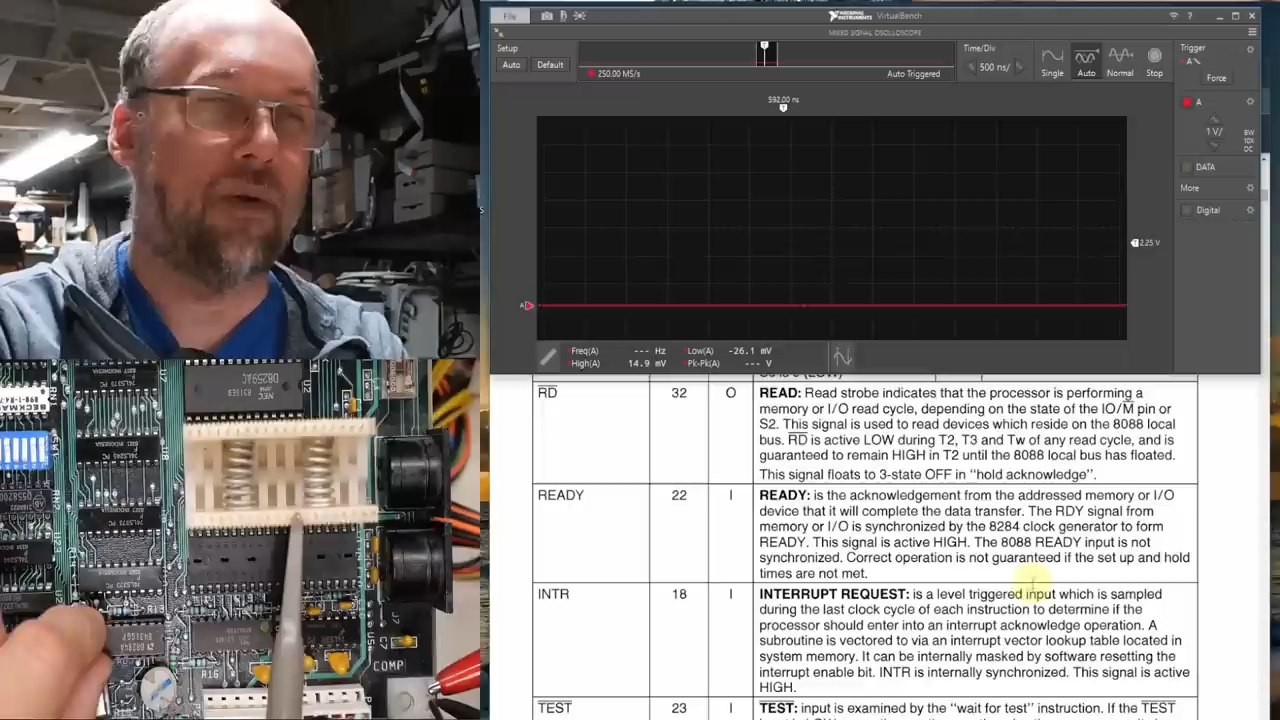 File
NATIONAL INSTRUMENTS VirtualBench
MIXED SIGNAL OSCILLOSCOPE
Setup
Auto Default
250.00 MS/s
Auto Triggered
Time/Div
500 ns/
Single Auto Normal Stop
Trigger
A
Force
592.00 ns
A
1 V/
BW
10X
DC
DATA
More
Digital
2.25 V
A
Freq(A) --- Hz Low(A) -26.1 mV
High(A) 14.9 mV Pk-Pk(A) --- V
RD 32 O READ: Read strobe indicates that the processor is performing a
memory or I/O read cycle, depending on the state of the IO/M pin or
S2. This signal is used to read devices which reside on the 8088 local
bus. RD is active LOW during T2, T3 and Tw of any read cycle, and is
guaranteed to remain HIGH in T2 until the 8088 local bus has floated.
This signal floats to 3-state OFF in "hold acknowledge".
READY 22 I READY: is the acknowledgement from the addressed memory or I/O
device that it will complete the data transfer. The RDY signal from
memory or I/O is synchronized by the 8284 clock generator to form
READY. This signal is active HIGH. The 8088 READY input is not
synchronized. Correct operation is not guaranteed if the set up and hold
times are not met.
INTR 18 I INTERRUPT REQUEST: is a level triggered input which is sampled
during the last clock cycle of each instruction to determine if the
processor should enter into an interrupt acknowledge operation. A
subroutine is vectored to via an interrupt vector lookup table located in
system memory. It can be internally masked by software resetting the
interrupt enable bit. INTR is internally synchronized. This signal is active
HIGH.
TEST 23 I TEST: input is examined by the "wait for test" instruction. If the TEST
D8259AC
NEC
U2
BECKMAN
R16
COMP